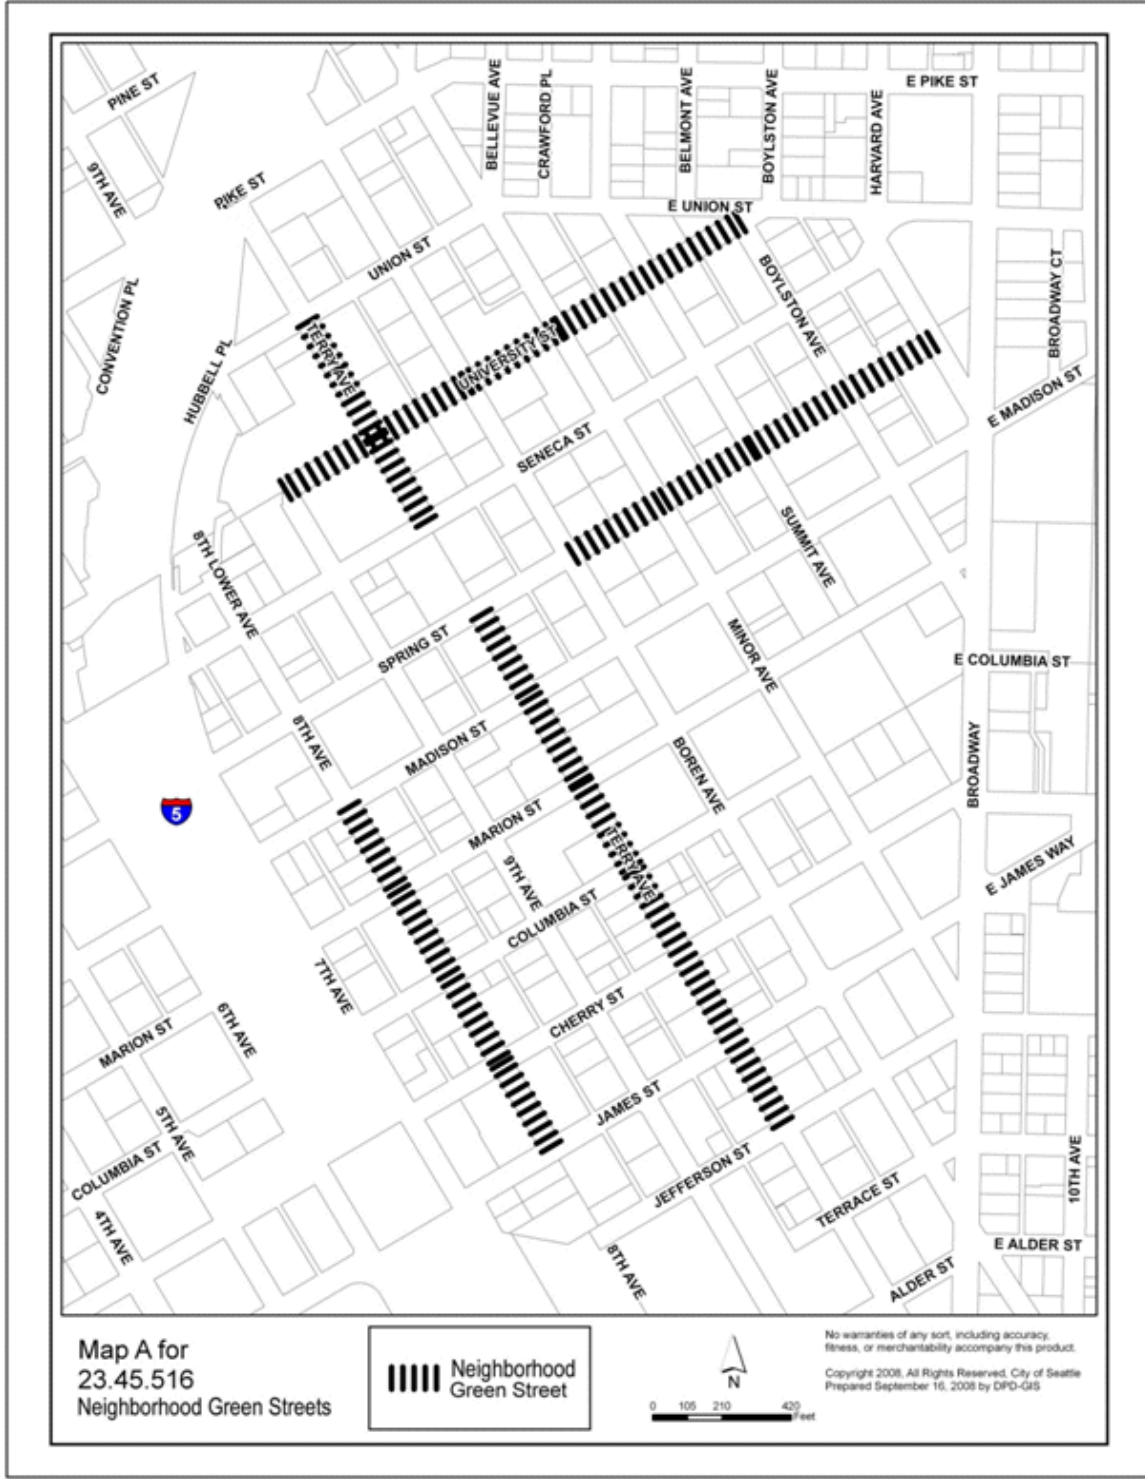 PINE ST
9TH AVE
PIKE ST
UNION ST
BELLEVUE AVE
CRAWFORD PL
BELMONT AVE
BOYLSTON AVE
HARVARD AVE
E PIKE ST
E UNION ST
BOYLSTON AVE
BROADWAY CT
CONVENTION PL
HUBBELL PL
TERRY AVE
UNIVERSITY ST
SENECA ST
E MADISON ST
8TH LOWER AVE
SUMMIT AVE
SPRING ST
MINOR AVE
E COLUMBIA ST
8TH AVE
MADISON ST
BOREN AVE
BROADWAY
5
MARION ST
9TH AVE
TERRY AVE
E JAMES WAY
COLUMBIA ST
7TH AVE
CHERRY ST
6TH AVE
MARION ST
JAMES ST
5TH AVE
COLUMBIA ST
JEFFERSON ST
10TH AVE
TERRACE ST
4TH AVE
E ALDER ST
8TH AVE
ALDER ST
Map A for
23.45.516
Neighborhood Green Streets
Neighborhood
Green Street
N
0 105 210 420
Feet
No warranties of any sort, including accuracy,
fitness, or merchantability accompany this product.
Copyright 2008, All Rights Reserved, City of Seattle
Prepared September 16, 2008 by DPD-GIS